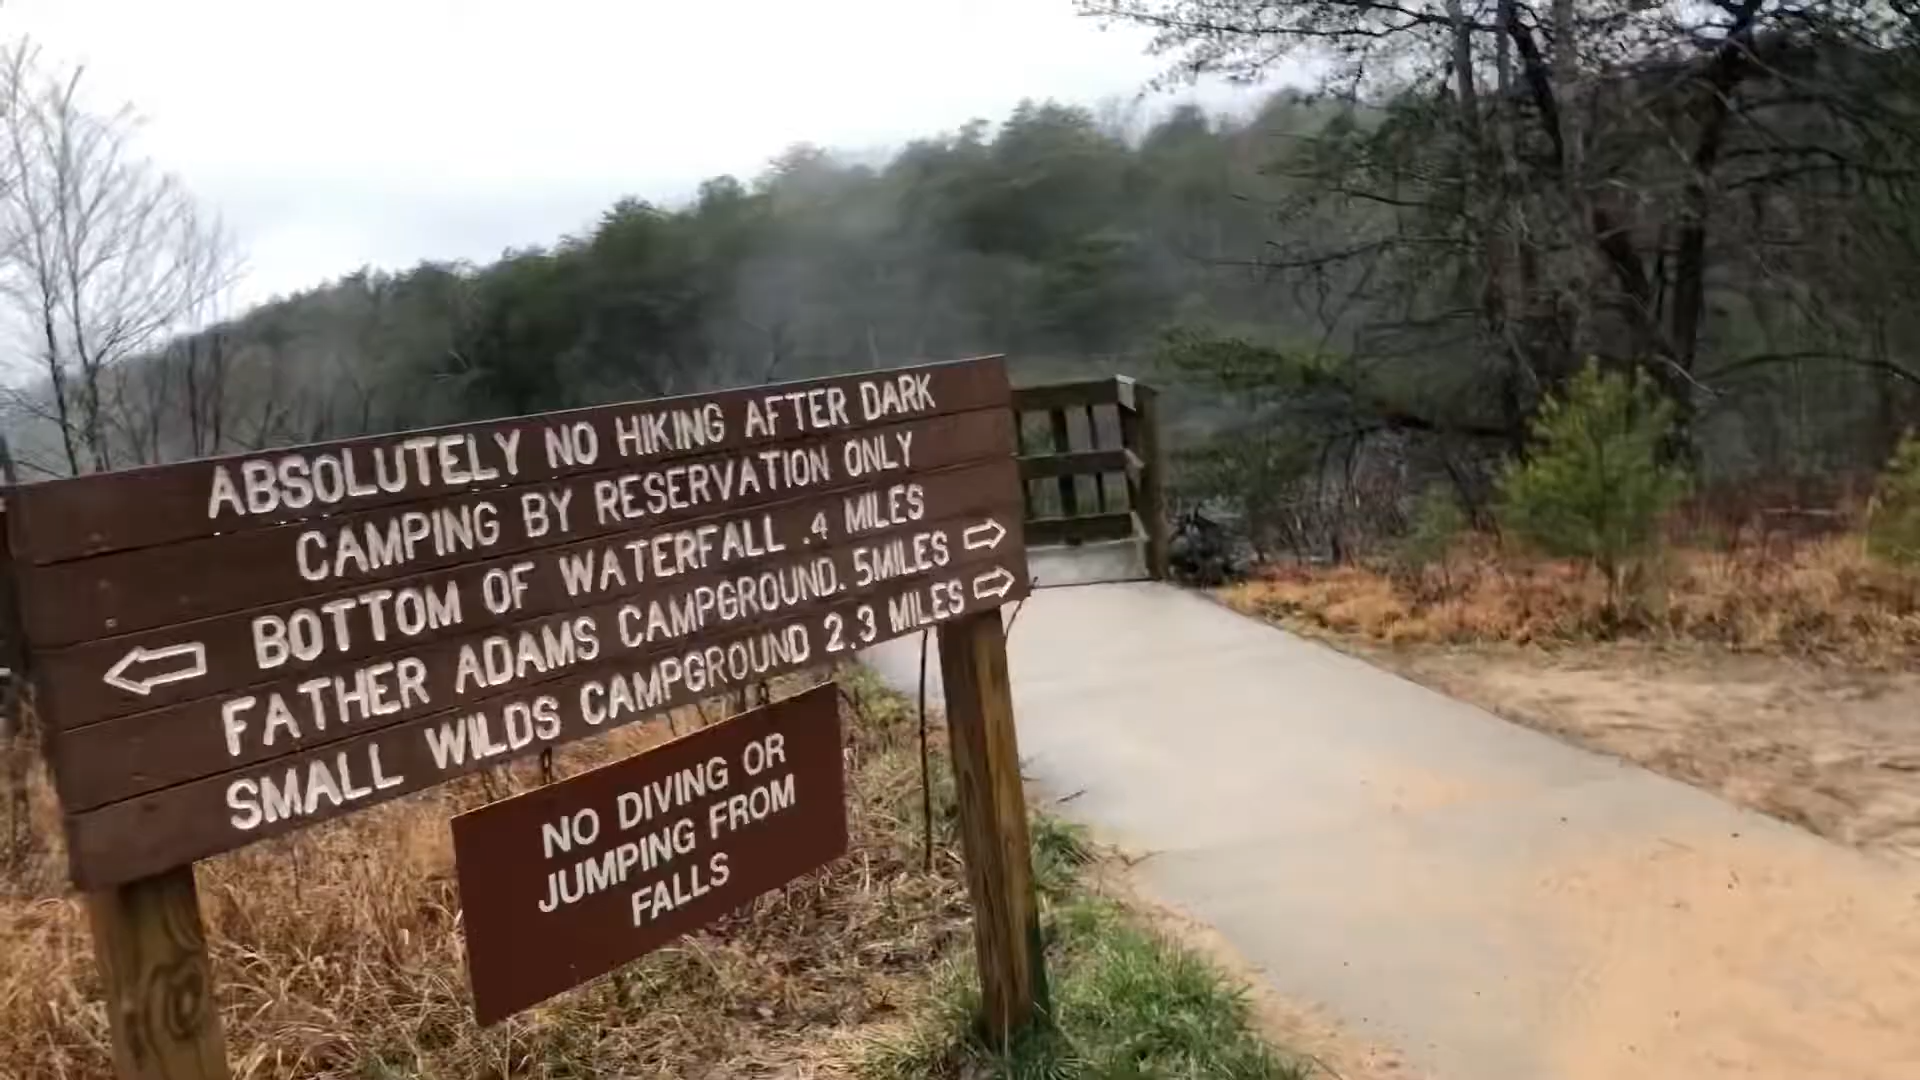 ABSOLUTELY NO HIKING AFTER DARK
CAMPING BY RESERVATION ONLY
BOTTOM OF WATERFALL .4 MILES
FATHER ADAMS CAMPGROUND .5MILES
SMALL WILDS CAMPGROUND 2.3 MILES
NO DIVING OR
JUMPING FROM
FALLS